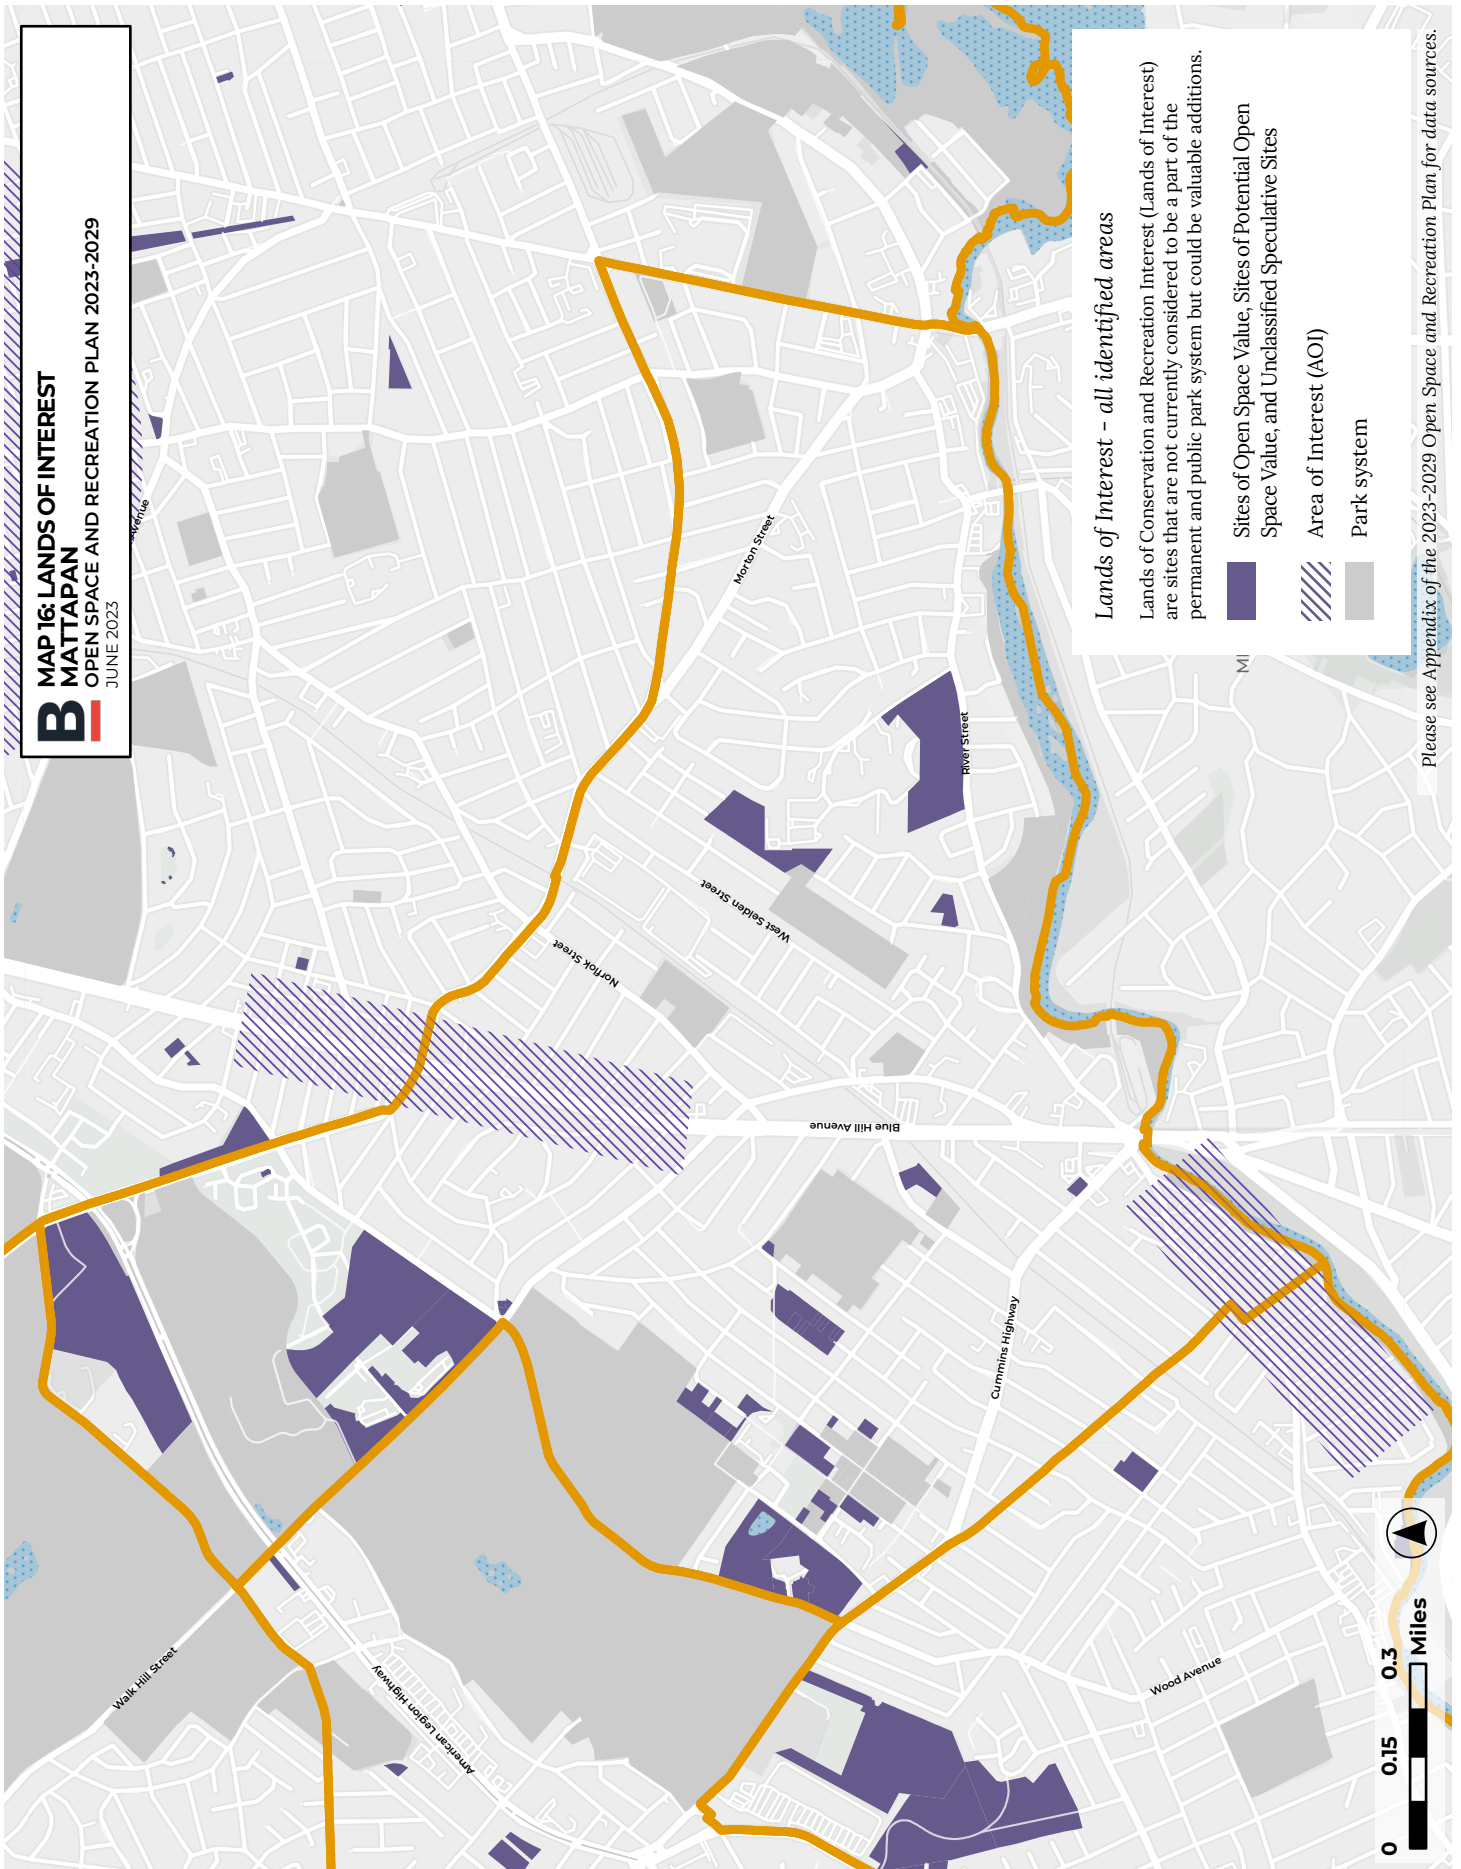 B
MAP 16: LANDS OF INTEREST
MATTAPAN
OPEN SPACE AND RECREATION PLAN 2023-2029
JUNE 2023
Avenue
Morton Street
River Street
West Selden Street
Norfolk Street
Blue Hill Avenue
Cummins Highway
Walk Hill Street
American Legion Highway
Wood Avenue
MI
Lands of Interest - all identified areas
Lands of Conservation and Recreation Interest (Lands of Interest)
are sites that are not currently considered to be a part of the
permanent and public park system but could be valuable additions.
Sites of Open Space Value, Sites of Potential Open
Space Value, and Unclassified Speculative Sites
Area of Interest (AOI)
Park system
Please see Appendix of the 2023-2029 Open Space and Recreation Plan for data sources.
0 0.15 0.3
Miles